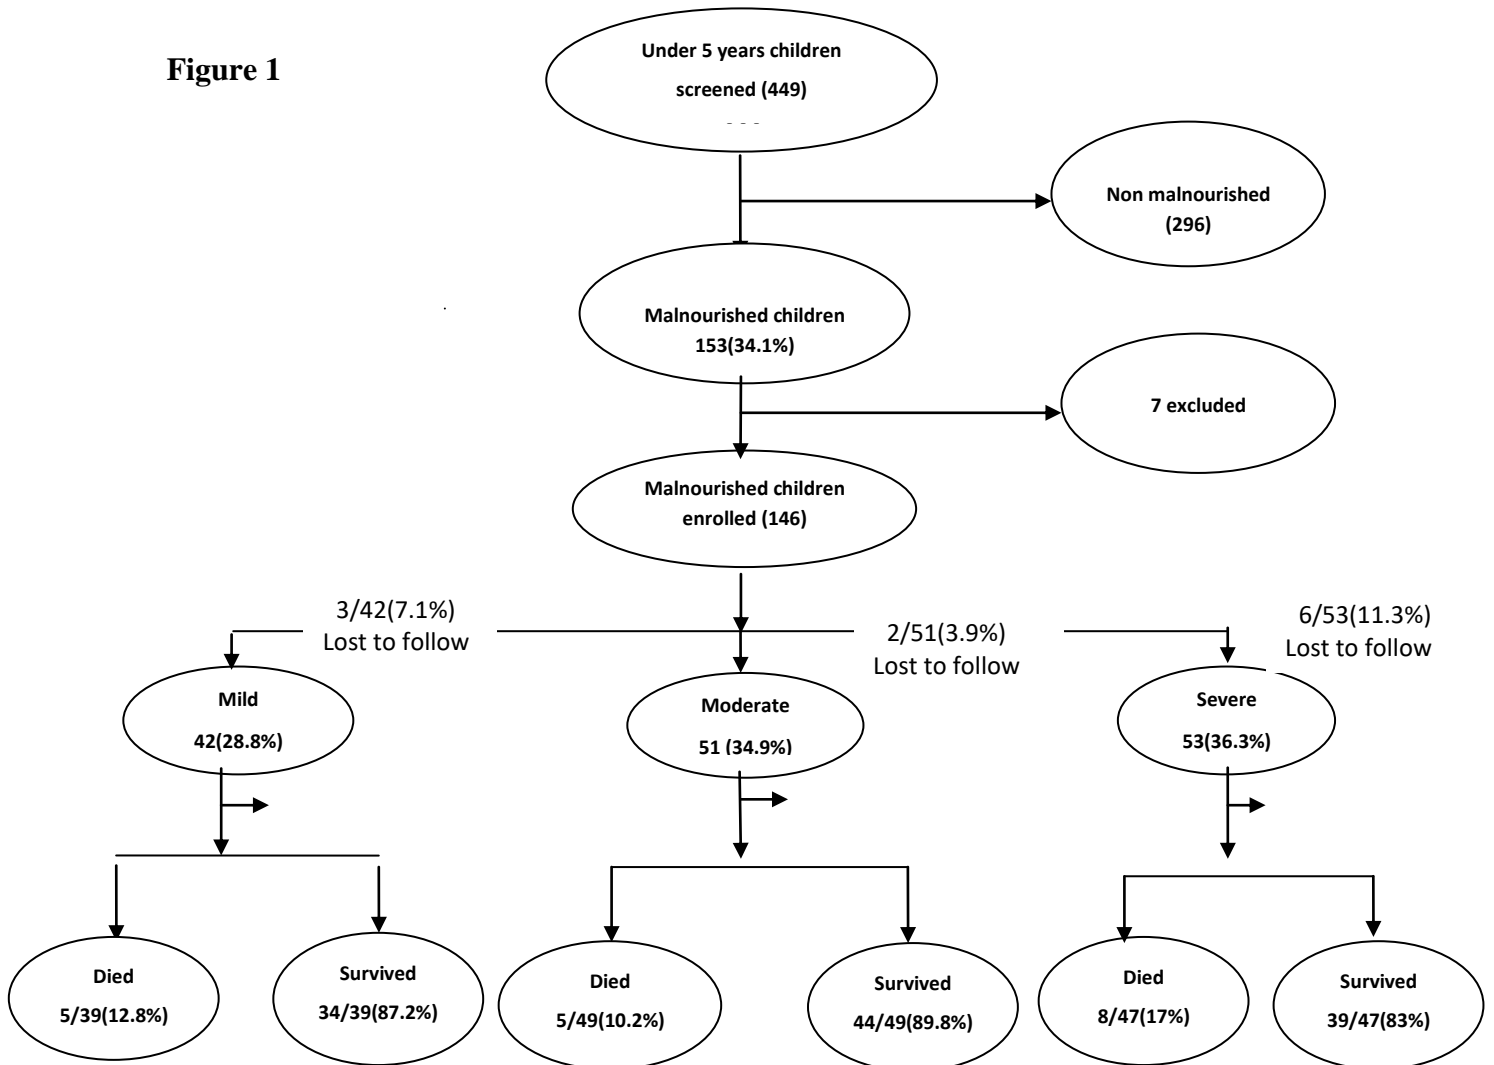 Figure 1
Under 5 years children
screened (449)
Non malnourished
(296)
Malnourished children
153(34.1%)
7 excluded
Malnourished children
enrolled (146)
3/42(7.1%)
Lost to follow
2/51(3.9%)
Lost to follow
6/53(11.3%)
Lost to follow
Mild
42(28.8%)
Moderate
51 (34.9%)
Severe
53(36.3%)
Died
5/39(12.8%)
Survived
34/39(87.2%)
Died
5/49(10.2%)
Survived
44/49(89.8%)
Died
8/47(17%)
Survived
39/47(83%)